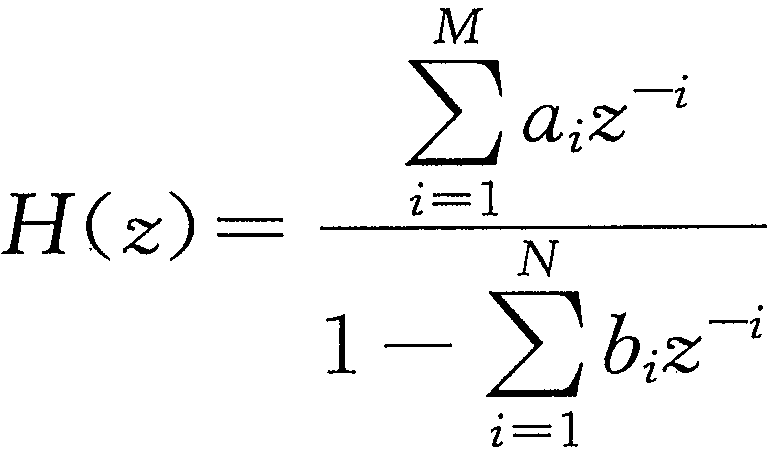 H(z) = \frac{\sum_{i=1}^{M} a_i z^{-i}}{1 - \sum_{i=1}^{N} b_i z^{-i}}